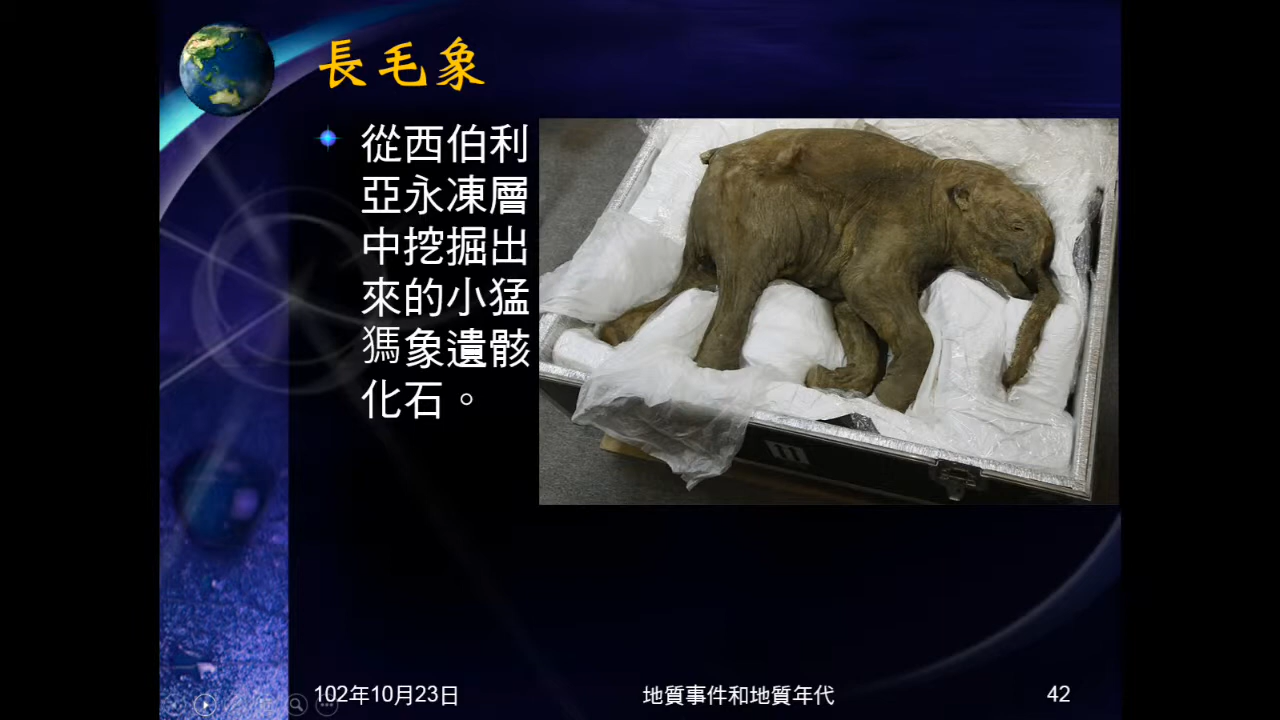 長毛象
從西伯利
亞永凍層
中挖掘出
來的小猛
獁象遺骸
化石。
102年10月23日
地質事件和地質年代
42